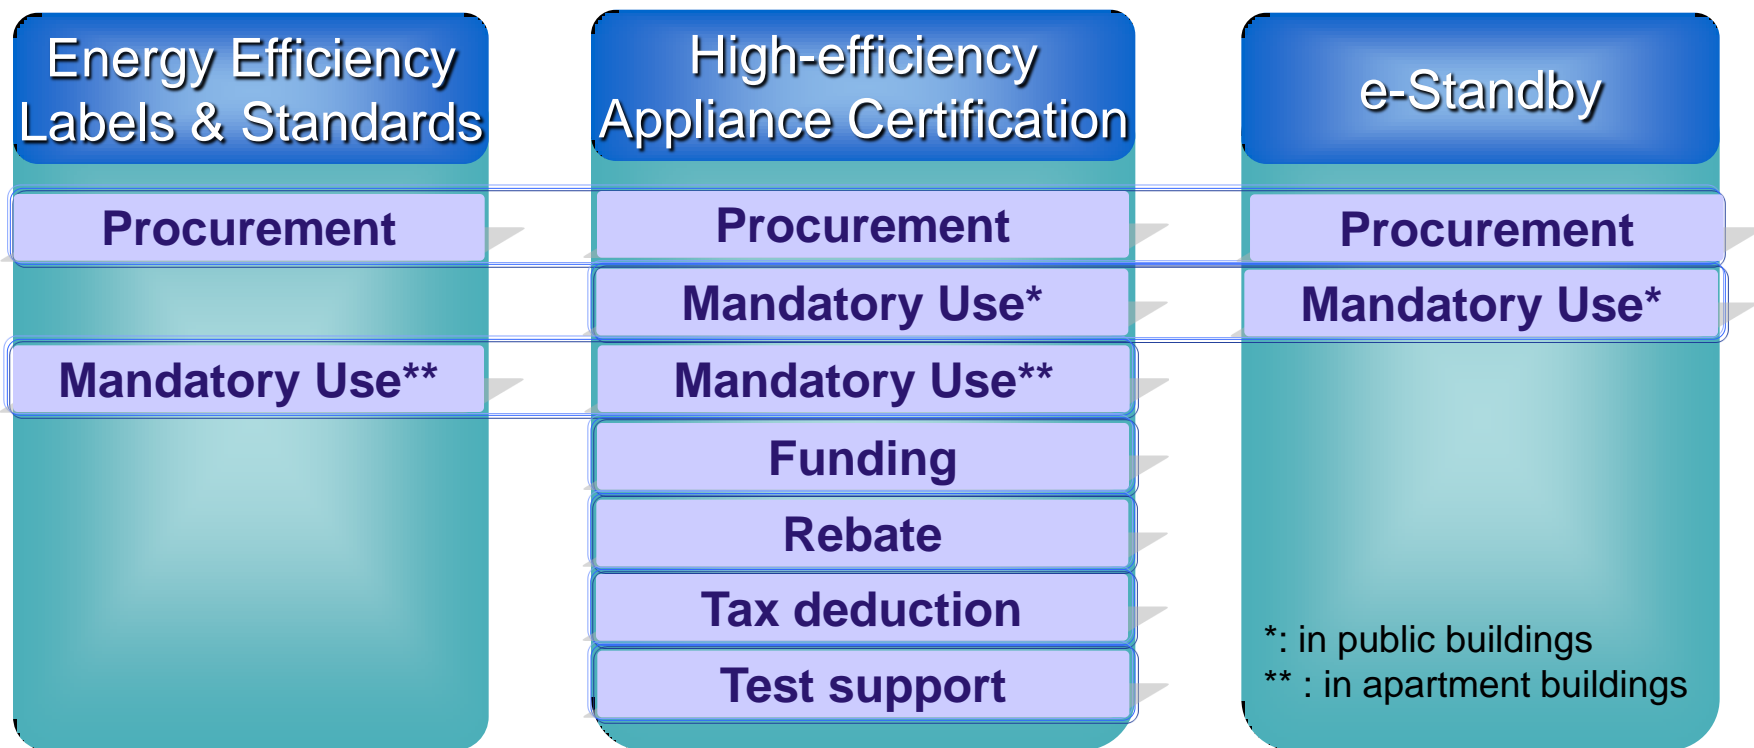 Energy Efficiency
Labels & Standards
Procurement
Mandatory Use**
High-efficiency
Appliance Certification
Procurement
Mandatory Use*
Mandatory Use**
Funding
Rebate
Tax deduction
Test support
e-Standby
Procurement
Mandatory Use*
*: in public buildings
** : in apartment buildings